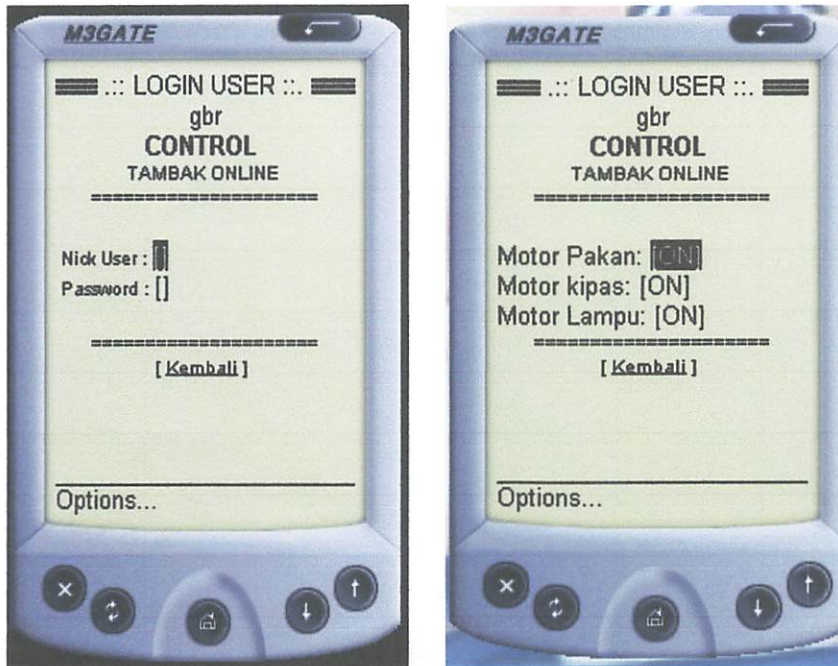 M3GATE
.:: LOGIN USER ::.
gbr
CONTROL
TAMBAK ONLINE
======================
Nick User : []
Password : []
======================
[ Kembali ]
Options...
M3GATE
.:: LOGIN USER ::.
gbr
CONTROL
TAMBAK ONLINE
======================
Motor Pakan: [ON]
Motor kipas: [ON]
Motor Lampu: [ON]
======================
[ Kembali ]
Options...